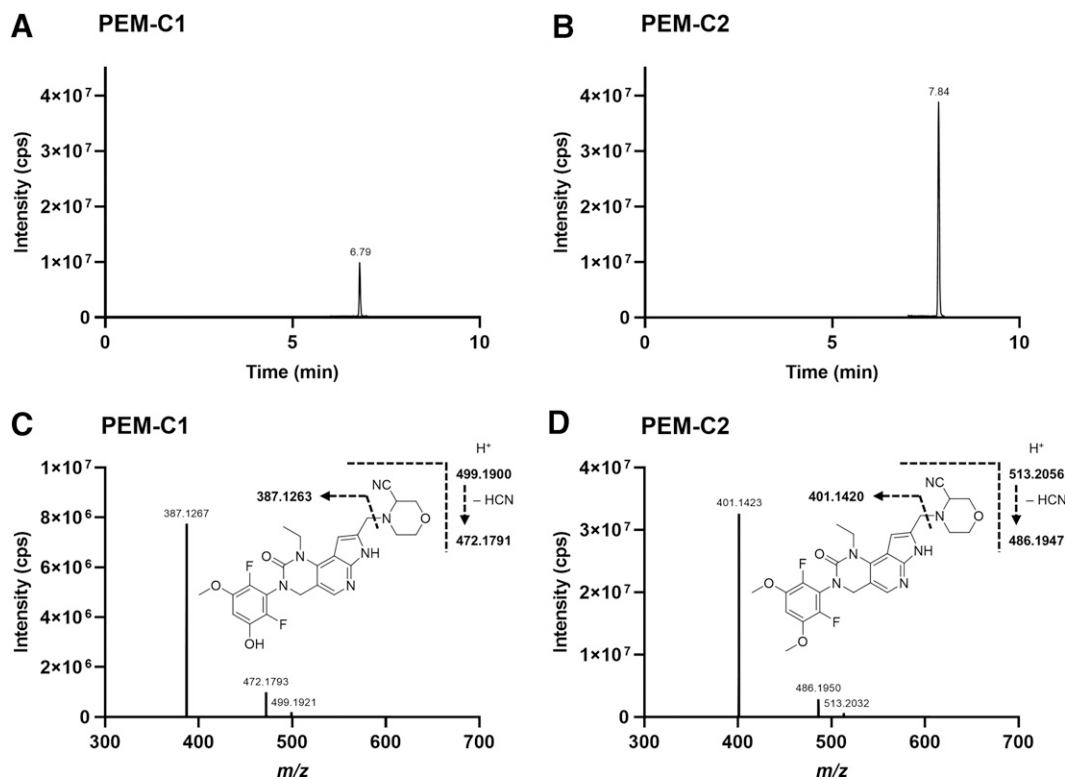 A PEM-C1
4×10⁷
3×10⁷
2×10⁷
1×10⁷
0
Intensity (cps)
6.79
0 5 10
Time (min)
B PEM-C2
4×10⁷
3×10⁷
2×10⁷
1×10⁷
0
Intensity (cps)
7.84
0 5 10
Time (min)
C PEM-C1
1×10⁷
8×10⁶
6×10⁶
4×10⁶
2×10⁶
0
Intensity (cps)
387.1267
472.1793
499.1921
387.1263
H⁺
499.1900
– HCN
472.1791
NC
N
O
N
NH
O
N
N
F
O
F
OH
300 400 500 600 700
m/z
D PEM-C2
4×10⁷
3×10⁷
2×10⁷
1×10⁷
0
Intensity (cps)
401.1423
486.1950
513.2032
401.1420
H⁺
513.2056
– HCN
486.1947
NC
N
O
N
NH
O
N
N
F
O
F
O
300 400 500 600 700
m/z